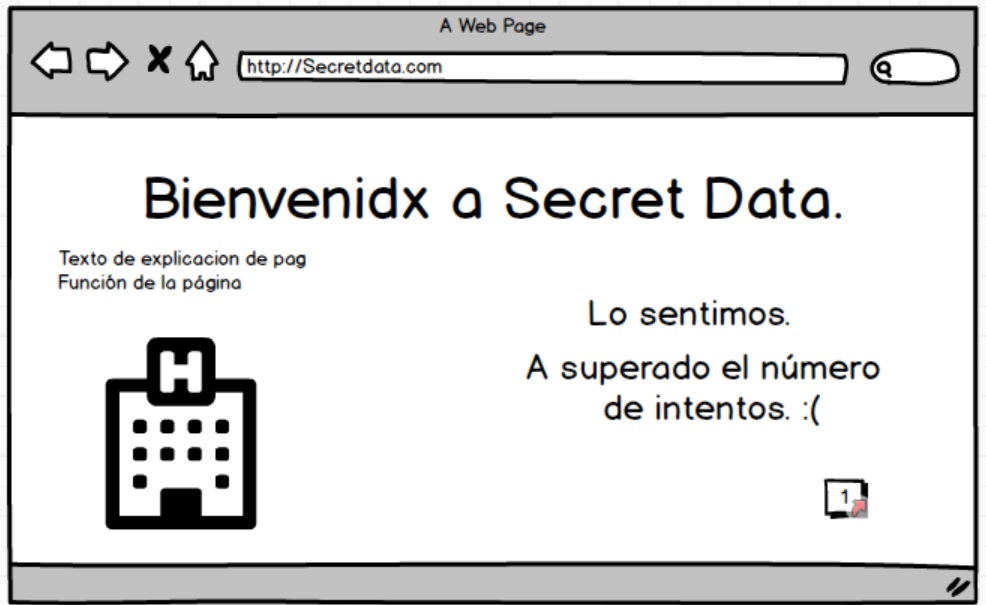 A Web Page
http://Secretdata.com
Bienvenidx a Secret Data.
Texto de explicacion de pag
Función de la página
Lo sentimos.
A superado el número
de intentos. :(
H
1